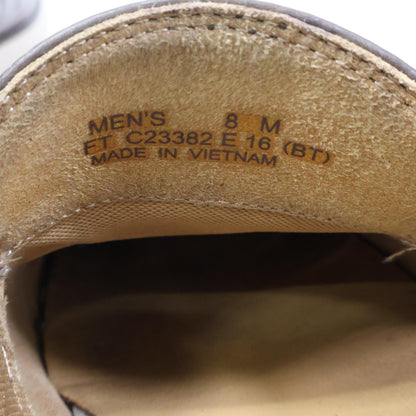 MEN'S 8 M
FT C23382 E 16 (BT)
MADE IN VIETNAM